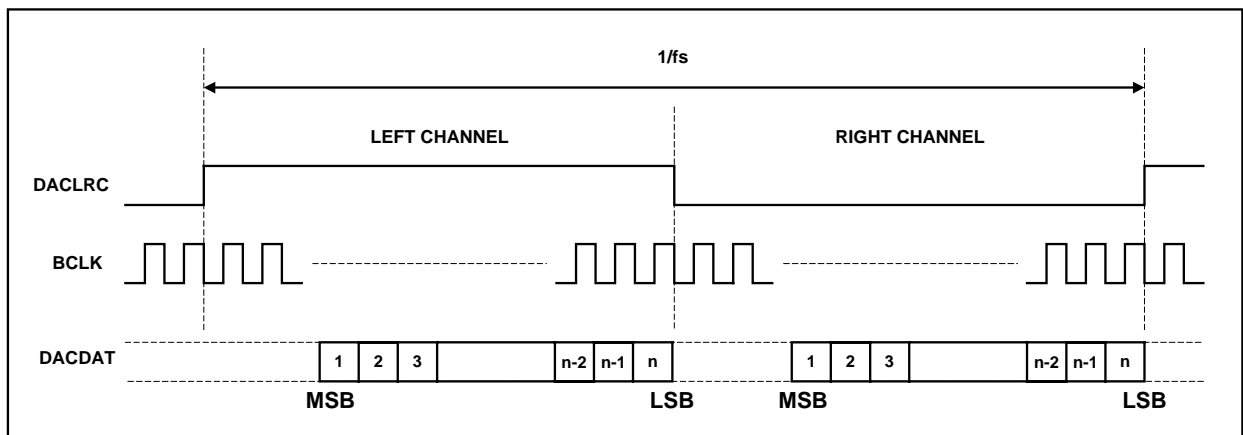 1/fs
LEFT CHANNEL RIGHT CHANNEL
DACLRC
BCLK
DACDAT 1 2 3 n-2 n-1 n 1 2 3 n-2 n-1 n
MSB LSB MSB LSB